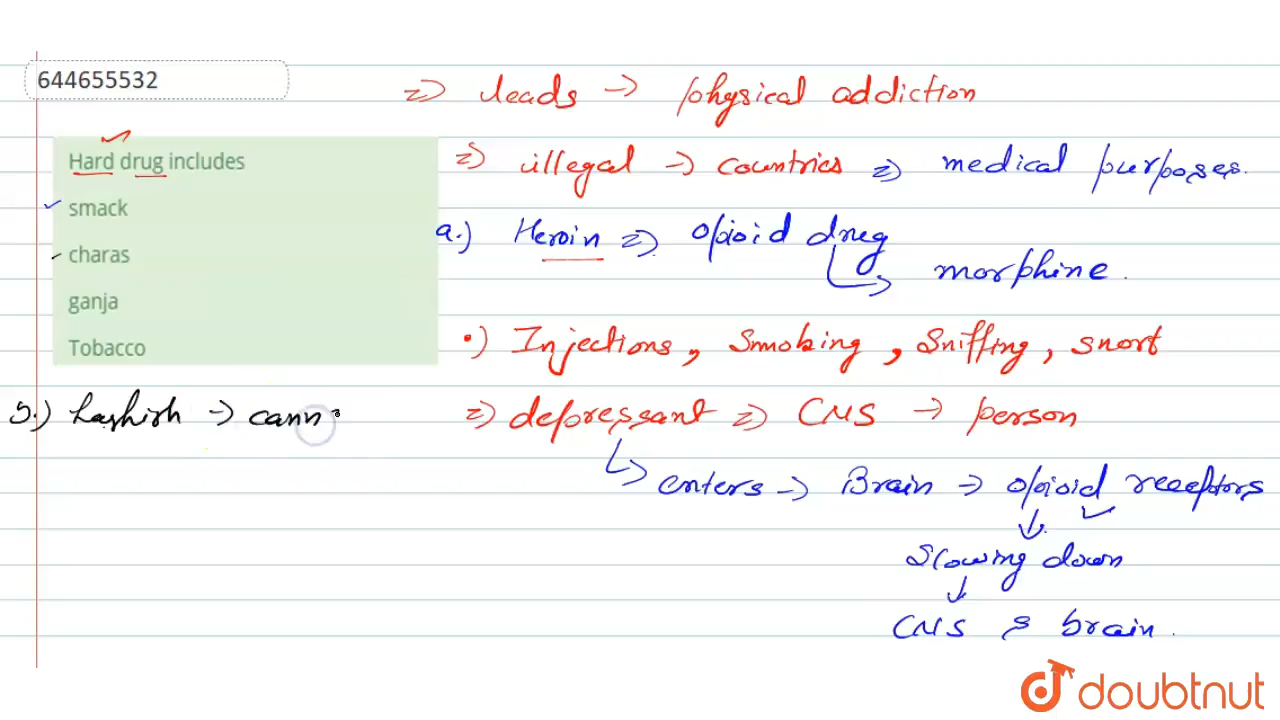 644655532
Hard drug includes
smack
charas
ganja
Tobacco
leads → physical addiction
illegal → countries ⇒ medical purposes.
a.) Heroin ⇒ Opioid drug
morphine.
•) Injections, Smoking, Sniffing, snort
⇒ depressant ⇒ CNS → person
enters → Brain → opioid receptors
Slowing down
CNS & brain.
→ cann
doubtnut